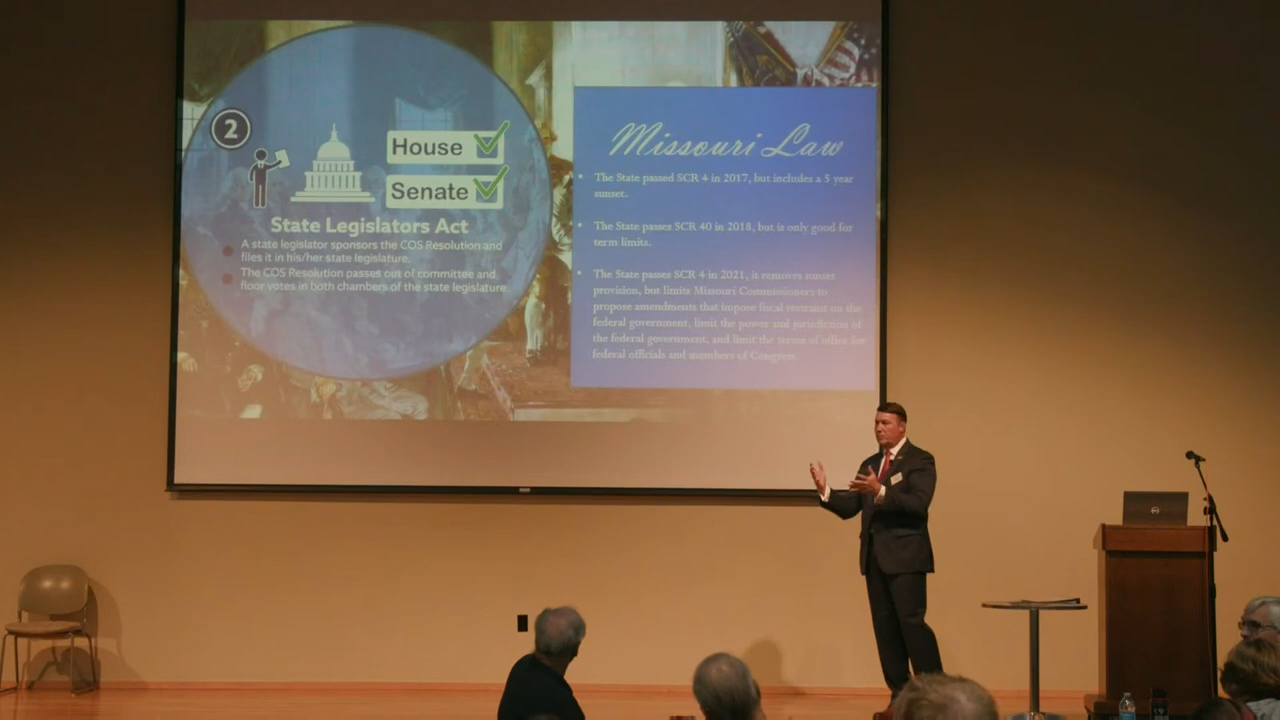 2
House
Senate
State Legislators Act
A state legislator sponsors the COS Resolution and
files it in his/her state legislature.
The COS Resolution passes out of committee and
floor votes in both chambers of the state legislature.
Missouri Law
• The State passed SCR 4 in 2017, but includes a 5 year
sunset.
• The State passes SCR 40 in 2018, but is only good for
term limits.
• The State passes SCR 4 in 2021, it removes sunset
provision, but limits Missouri Commissioners to
propose amendments that impose fiscal restraint on the
federal government, limit the power and jurisdiction of
the federal government, and limit the terms of office for
federal officials and members of Congress.
DELL